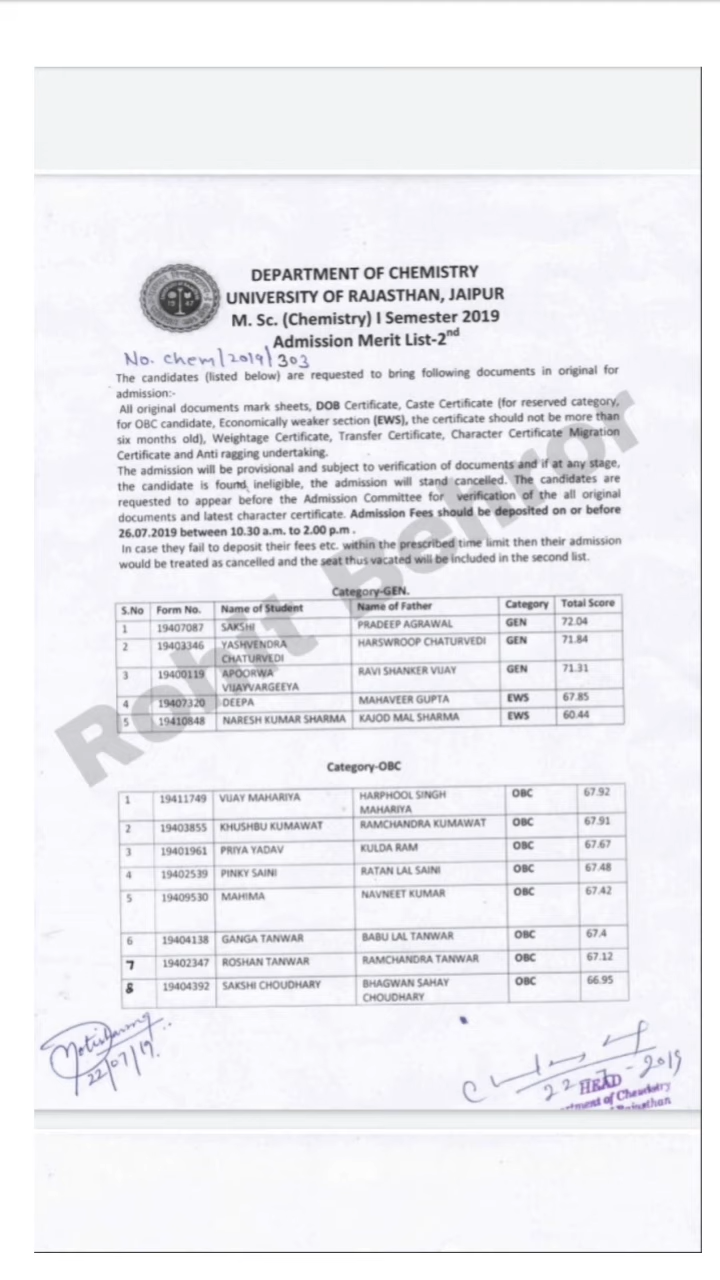 DEPARTMENT OF CHEMISTRY
UNIVERSITY OF RAJASTHAN, JAIPUR
M. Sc. (Chemistry) I Semester 2019
Admission Merit List-2nd
No. Chem/2019/303
The candidates (listed below) are requested to bring following documents in original for
admission:-
All original documents mark sheets, DOB Certificate, Caste Certificate (for reserved category,
for OBC candidate, Economically weaker section (EWS), the certificate should not be more than
six months old), Weightage Certificate, Transfer Certificate, Character Certificate Migration
Certificate and Anti ragging undertaking.
The admission will be provisional and subject to verification of documents and if at any stage,
the candidate is found ineligible, the admission will stand cancelled. The candidates are
requested to appear before the Admission Committee for verification of the all original
documents and latest character certificate. Admission Fees should be deposited on or before
26.07.2019 between 10.30 a.m. to 2.00 p.m .
In case they fail to deposit their fees etc. within the prescribed time limit then their admission
would be treated as cancelled and the seat thus vacated will be included in the second list.
Category-GEN.
S.No Form No. Name of Student Name of Father Category Total Score
1 19407087 SAKSHI PRADEEP AGRAWAL GEN 72.04
2 19403346 YASHVENDRA HARSWROOP CHATURVEDI GEN 71.84
CHATURVEDI
3 19400119 APOORWA RAVI SHANKER VIJAY GEN 71.31
VIJAYVARGEEYA
4 19407320 DEEPA MAHAVEER GUPTA EWS 67.85
5 19410848 NARESH KUMAR SHARMA KAJOD MAL SHARMA EWS 60.44
Category-OBC
1 19411749 VIJAY MAHARIYA HARPHOOL SINGH OBC 67.92
MAHARIYA
2 19403855 KHUSHBU KUMAWAT RAMCHANDRA KUMAWAT OBC 67.91
3 19401961 PRIYA YADAV KULDA RAM OBC 67.67
4 19402539 PINKY SAINI RATAN LAL SAINI OBC 67.48
5 19409530 MAHIMA NAVNEET KUMAR OBC 67.42
6 19404138 GANGA TANWAR BABU LAL TANWAR OBC 67.4
7 19402347 ROSHAN TANWAR RAMCHANDRA TANWAR OBC 67.12
8 19404392 SAKSHI CHOUDHARY BHAGWAN SAHAY OBC 66.95
CHOUDHARY
22/07/19.
22-7-2019
HEAD
of Chemistry
Rajasthan
Rohit Behror